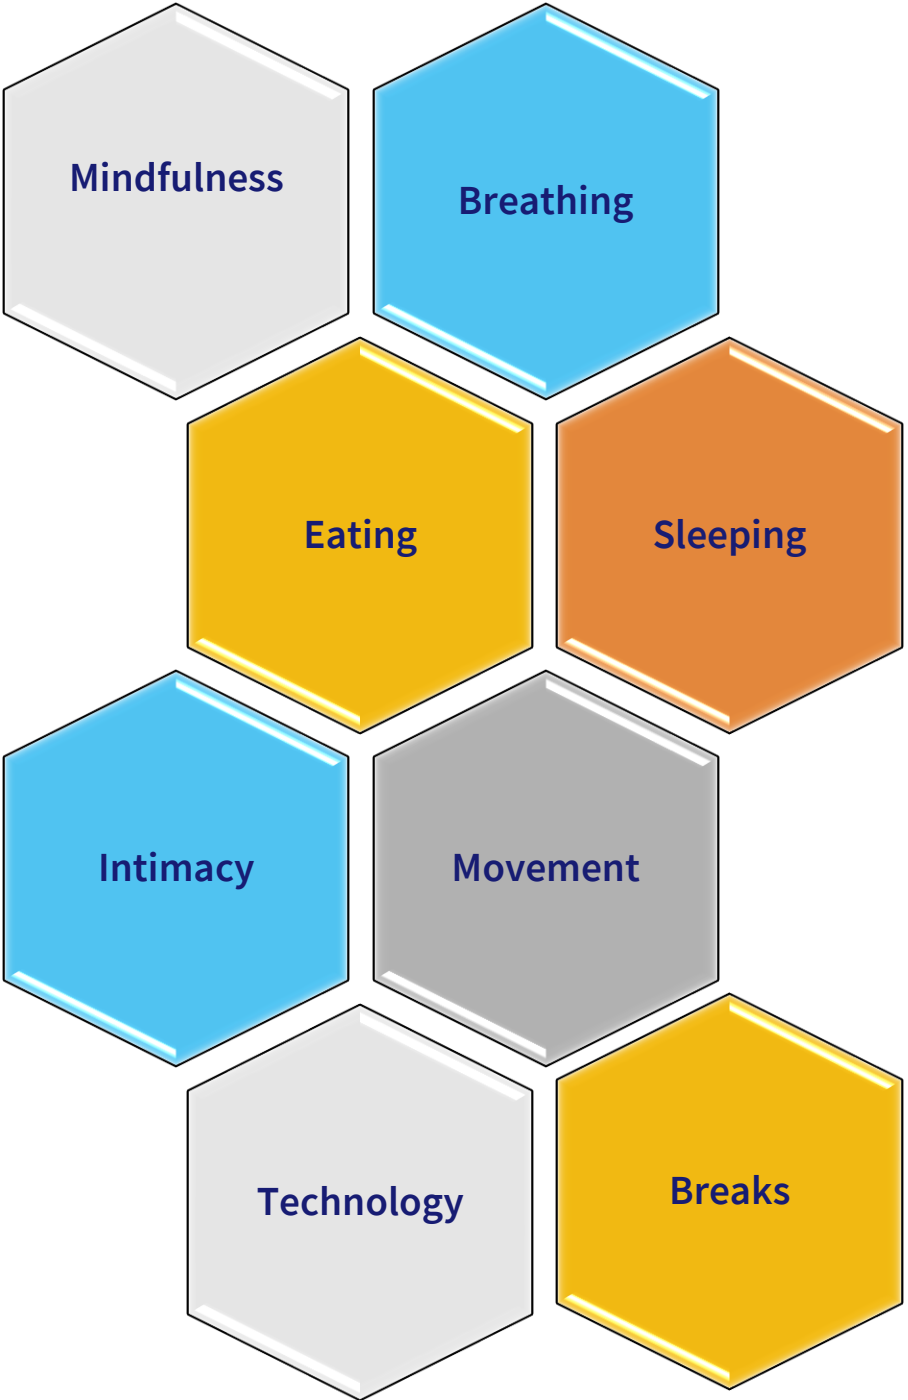 Mindfulness
Breathing
Eating
Sleeping
Intimacy
Movement
Technology
Breaks